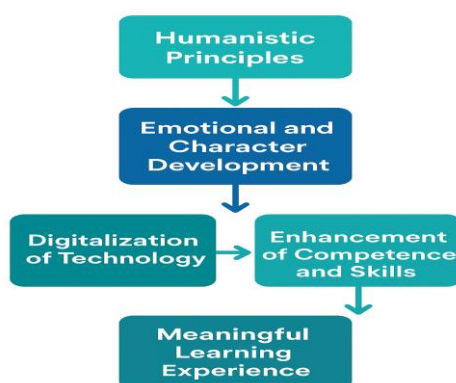 Humanistic
Principles
Emotional and
Character
Development
Digitalization
of Technology
Enhancement
of Competence
and Skills
Meaningful
Learning
Experience